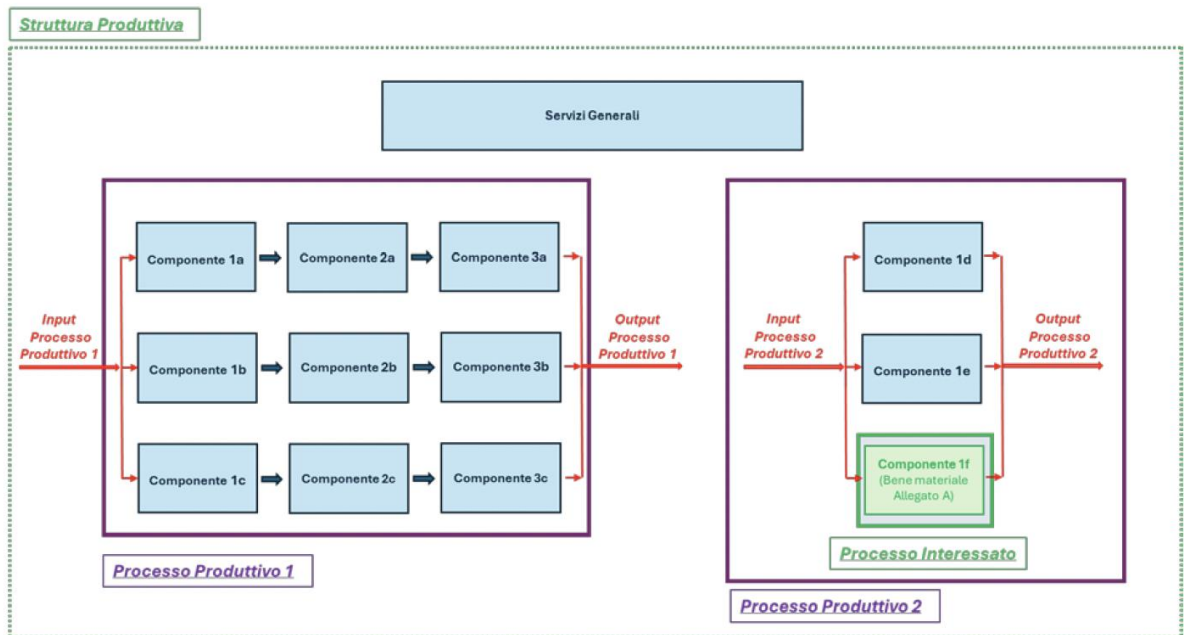 Struttura Produttiva
Servizi Generali
Componente 1a
Componente 2a
Componente 3a
Input
Processo
Produttivo 1
Componente 1b
Componente 2b
Componente 3b
Output
Processo
Produttivo 1
Componente 1c
Componente 2c
Componente 3c
Processo Produttivo 1
Componente 1d
Input
Processo
Produttivo 2
Componente 1e
Output
Processo
Produttivo 2
Componente 1f
(Bene materiale
Allegato A)
Processo Interessato
Processo Produttivo 2